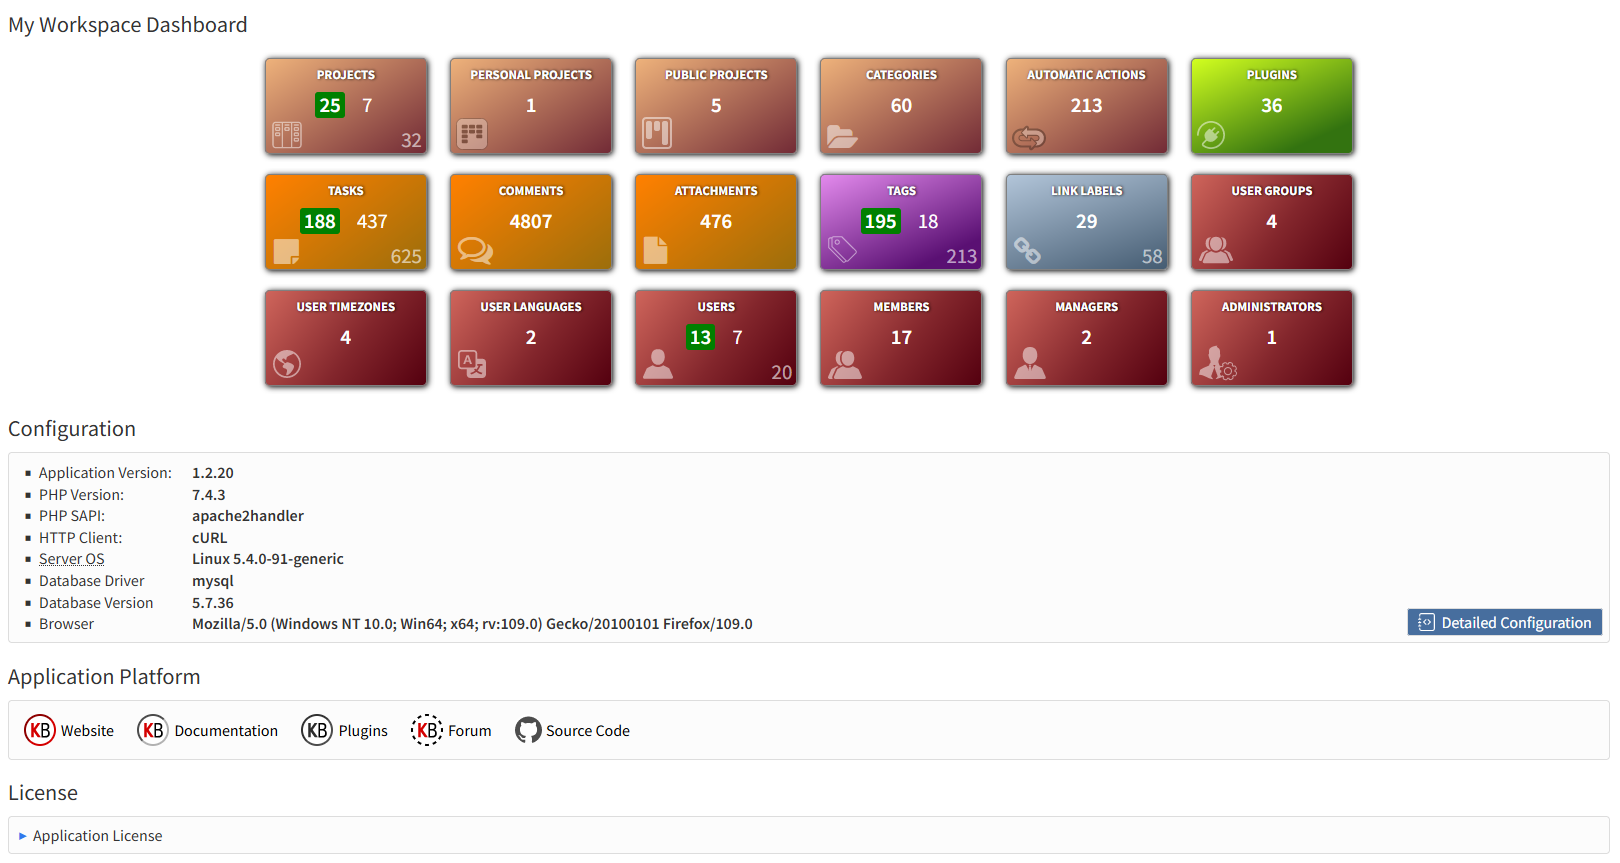 My Workspace Dashboard
PROJECTS
25 7
32
PERSONAL PROJECTS
1
PUBLIC PROJECTS
5
CATEGORIES
60
AUTOMATIC ACTIONS
213
PLUGINS
36
TASKS
188 437
625
COMMENTS
4807
ATTACHMENTS
476
TAGS
195 18
213
LINK LABELS
29
58
USER GROUPS
4
USER TIMEZONES
4
USER LANGUAGES
2
USERS
13 7
20
MEMBERS
17
MANAGERS
2
ADMINISTRATORS
1
Configuration
Application Version: 1.2.20
PHP Version: 7.4.3
PHP SAPI: apache2handler
HTTP Client: cURL
Server OS Linux 5.4.0-91-generic
Database Driver mysql
Database Version 5.7.36
Browser Mozilla/5.0 (Windows NT 10.0; Win64; x64; rv:109.0) Gecko/20100101 Firefox/109.0
Detailed Configuration
Application Platform
KB Website KB Documentation KB Plugins KB Forum Source Code
License
Application License